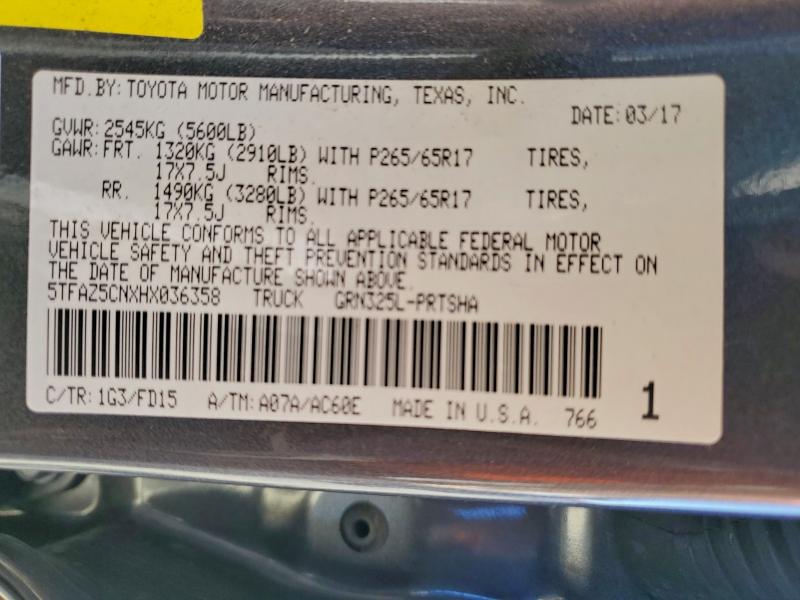 MFD.BY: TOYOTA MOTOR MANUFACTURING, TEXAS, INC.
DATE: 03/17
GVWR: 2545KG (5600LB)
GAWR: FRT. 1320KG (2910LB) WITH P265/65R17 TIRES,
17X7.5J RIMS.
RR. 1490KG (3280LB) WITH P265/65R17 TIRES,
17X7.5J RIMS.
THIS VEHICLE CONFORMS TO ALL APPLICABLE FEDERAL MOTOR
VEHICLE SAFETY AND THEFT PREVENTION STANDARDS IN EFFECT ON
THE DATE OF MANUFACTURE SHOWN ABOVE.
5TFAZ5CNXHX036358 TRUCK GRN325L-PRTSHA
C/TR: 1G3/FD15 A/TM: A07A/AC60E MADE IN U.S.A. 766 1